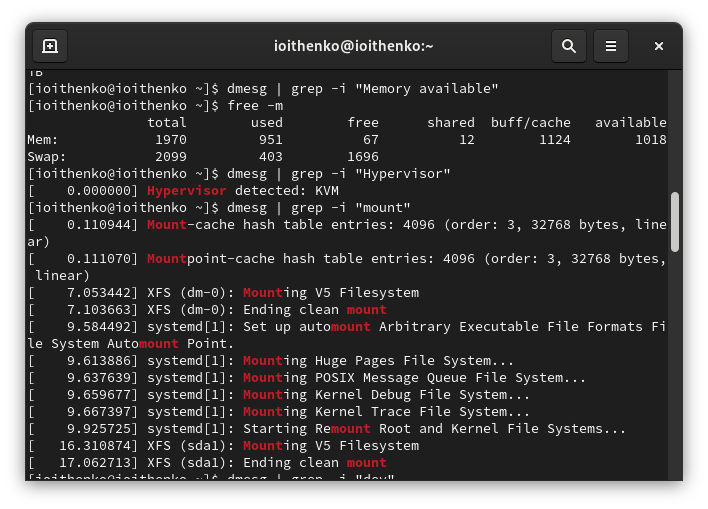 ioithenko@ioithenko:~
TB
[ioithenko@ioithenko ~]$ dmesg | grep -i "Memory available"
[ioithenko@ioithenko ~]$ free -m
total used free shared buff/cache available
Mem: 1970 951 67 12 1124 1018
Swap: 2099 403 1696
[ioithenko@ioithenko ~]$ dmesg | grep -i "Hypervisor"
[    0.000000] Hypervisor detected: KVM
[ioithenko@ioithenko ~]$ dmesg | grep -i "mount"
[    0.110944] Mount-cache hash table entries: 4096 (order: 3, 32768 bytes, line
ar)
[    0.111070] Mountpoint-cache hash table entries: 4096 (order: 3, 32768 bytes,
 linear)
[    7.053442] XFS (dm-0): Mounting V5 Filesystem
[    7.103663] XFS (dm-0): Ending clean mount
[    9.584492] systemd[1]: Set up automount Arbitrary Executable File Formats Fi
le System Automount Point.
[    9.613886] systemd[1]: Mounting Huge Pages File System...
[    9.637639] systemd[1]: Mounting POSIX Message Queue File System...
[    9.659677] systemd[1]: Mounting Kernel Debug File System...
[    9.667397] systemd[1]: Mounting Kernel Trace File System...
[    9.925725] systemd[1]: Starting Remount Root and Kernel File Systems...
[   16.310874] XFS (sda1): Mounting V5 Filesystem
[   17.062713] XFS (sda1): Ending clean mount
[ioithenko@ioithenko ~]$ dmesg | grep -i "dev"